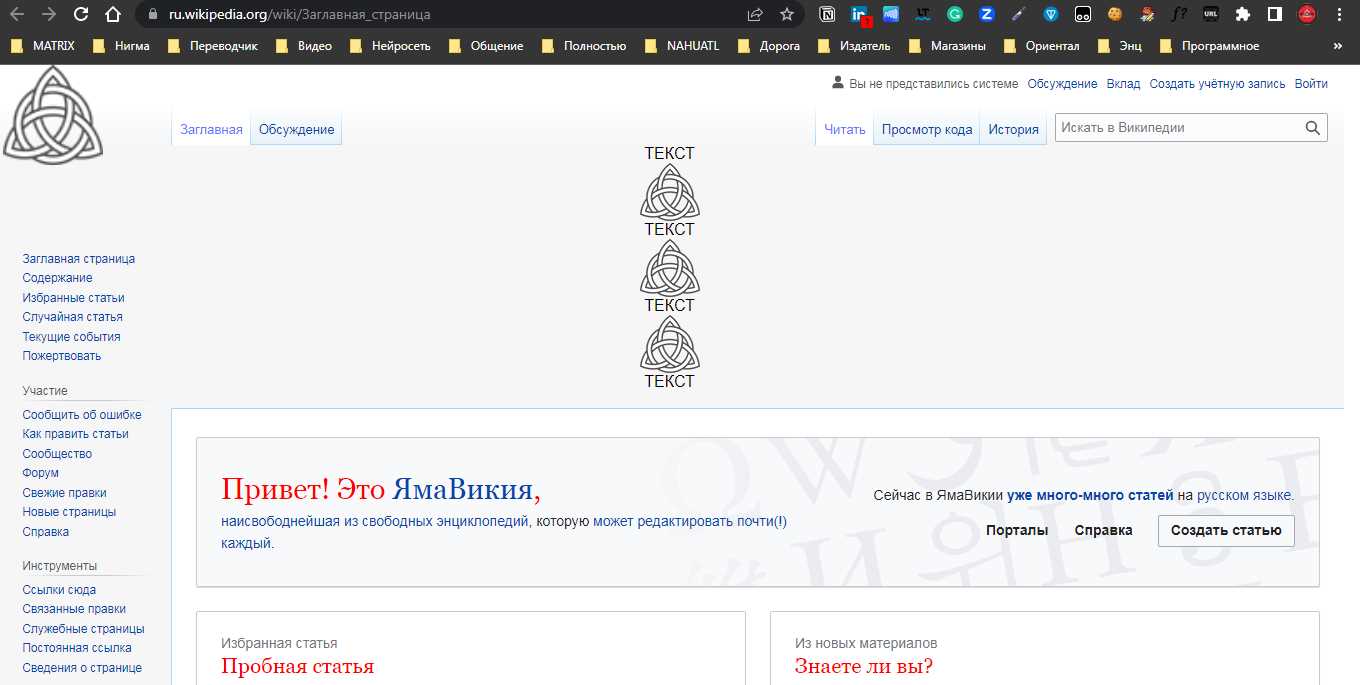 ru.wikipedia.org/wiki/Заглавная_страница
MATRIX Нигма Переводчик Видео Нейросеть Общение Полностью NAHUATL Дорога Издатель Магазины Ориентал Энц Программное »
Вы не представились системе Обсуждение Вклад Создать учётную запись Войти
Заглавная Обсуждение Читать Просмотр кода История Искать в Википедии
ТЕКСТ
ТЕКСТ
ТЕКСТ
ТЕКСТ
Заглавная страница
Содержание
Избранные статьи
Случайная статья
Текущие события
Пожертвовать
Участие
Сообщить об ошибке
Как править статьи
Сообщество
Форум
Свежие правки
Новые страницы
Справка
Инструменты
Ссылки сюда
Связанные правки
Служебные страницы
Постоянная ссылка
Сведения о странице
Привет! Это ЯмаВикия,
наисвободнейшая из свободных энциклопедий, которую может редактировать почти(!)
каждый.
Сейчас в ЯмаВикии уже много-много статей на русском языке.
Порталы Справка Создать статью
Избранная статья
Пробная статья
Из новых материалов
Знаете ли вы?